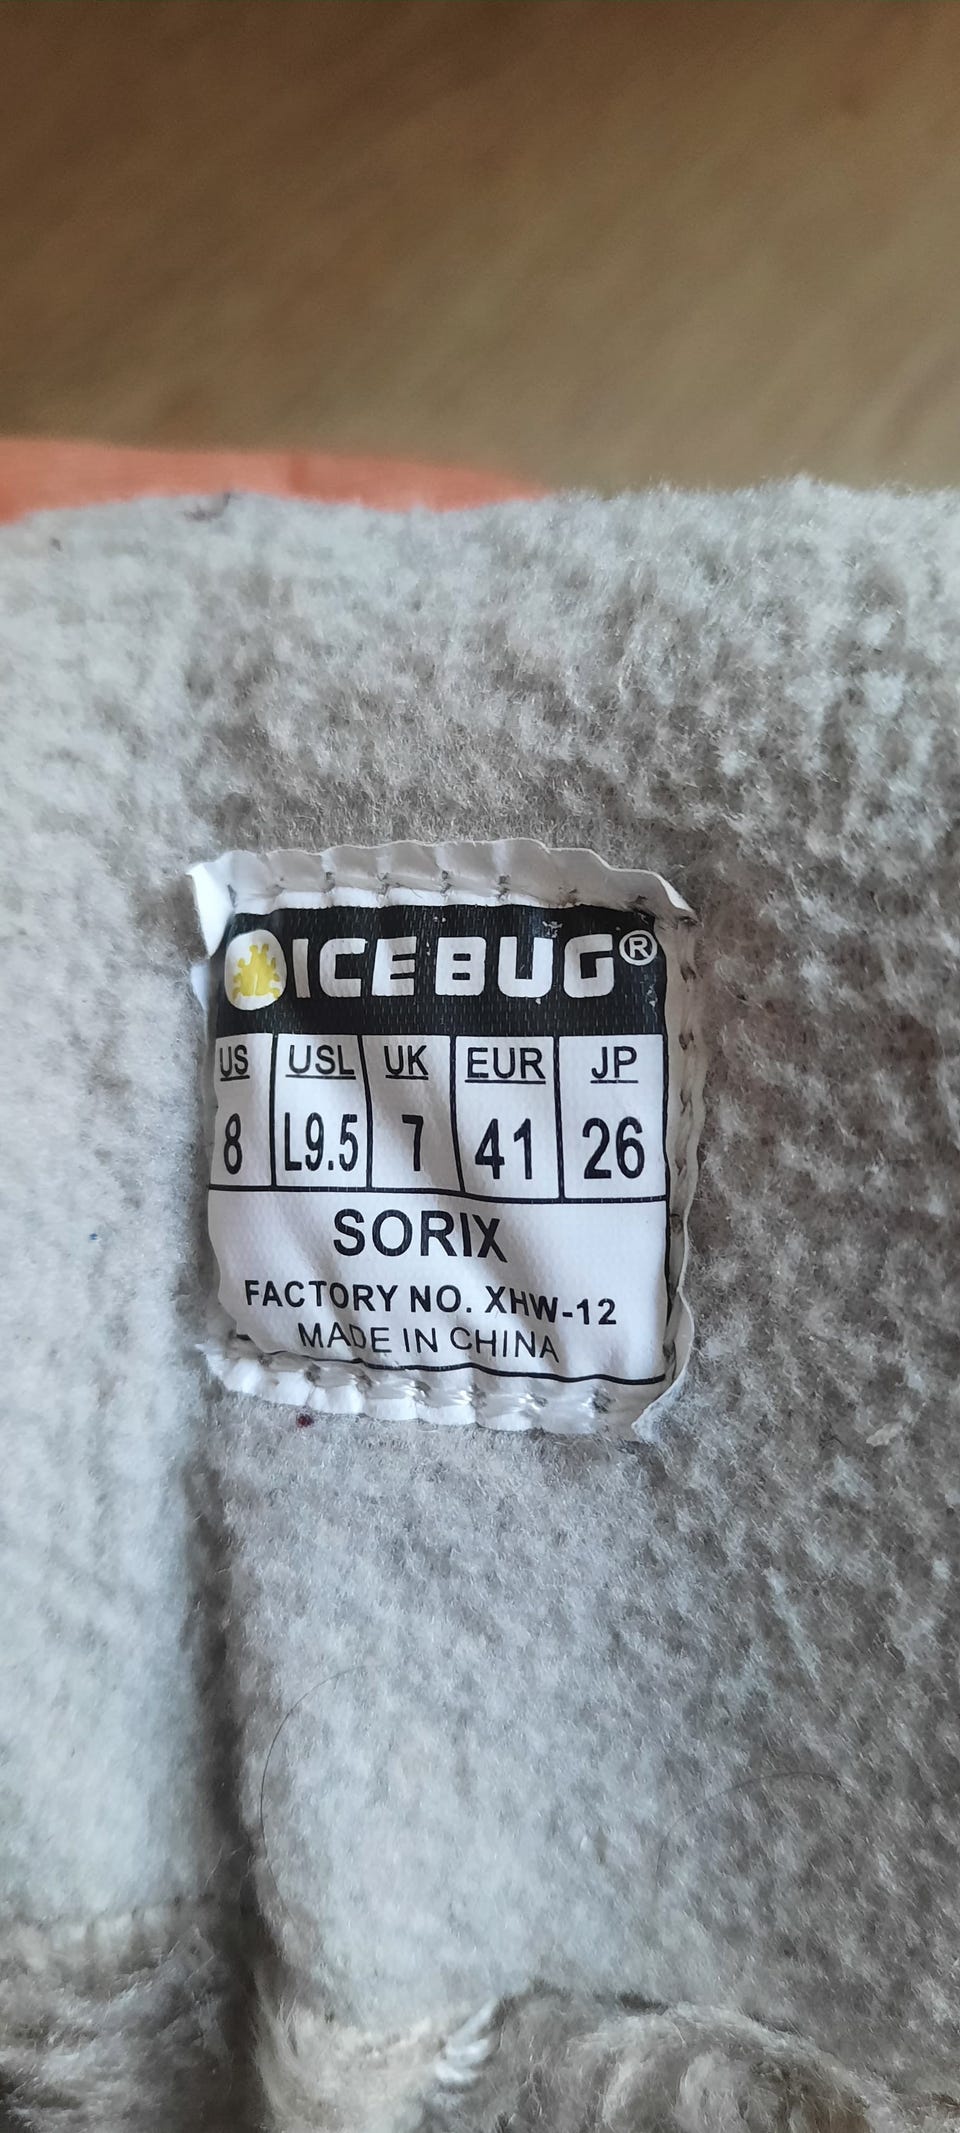 ICEBUG®
US USL UK EUR JP
8 L9.5 7 41 26
SORIX
FACTORY NO. XHW-12
MADE IN CHINA